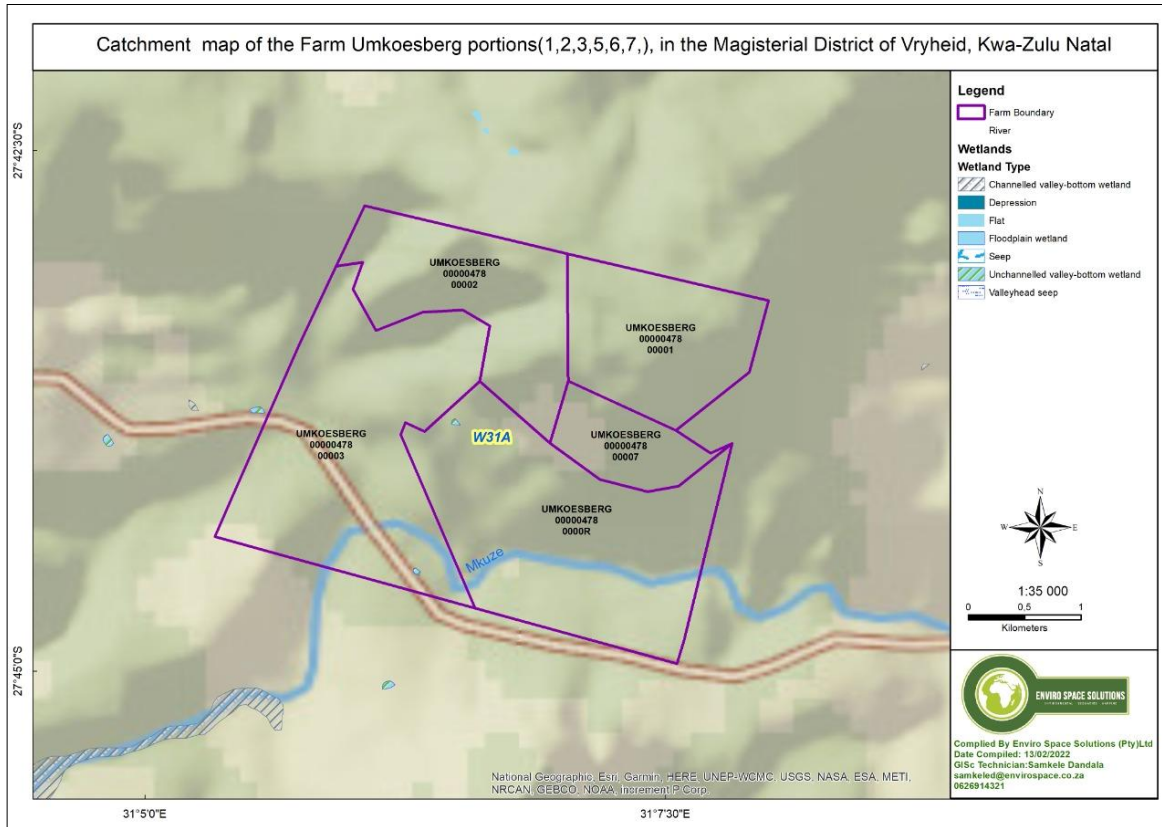 Catchment map of the Farm Umkoesberg portions(1,2,3,5,6,7,), in the Magisterial District of Vryheid, Kwa-Zulu Natal
27°42'30"S
27°45'0"S
31°5'0"E
31°7'30"E
UMKOESBERG
00000478
00002
UMKOESBERG
00000478
00001
UMKOESBERG
00000478
00003
W31A
UMKOESBERG
00000478
00007
UMKOESBERG
00000478
0000R
Mkuze
National Geographic, Esri, Garmin, HERE, UNEP-WCMC, USGS, NASA, ESA, METI,
NRCAN, GEBCO, NOAA, increment P Corp.
Legend
Farm Boundary
River
Wetlands
Wetland Type
Channelled valley-bottom wetland
Depression
Flat
Floodplain wetland
Seep
Unchannelled valley-bottom wetland
Valleyhead seep
N
W
E
S
1:35 000
0
0,5
1
Kilometers
ENVIRO SPACE SOLUTIONS
Complied By Enviro Space Solutions (Pty)Ltd
Date Compiled: 13/02/2022
GISc Technician:Samkele Dandala
samkeled@envirospace.co.za
0626914321